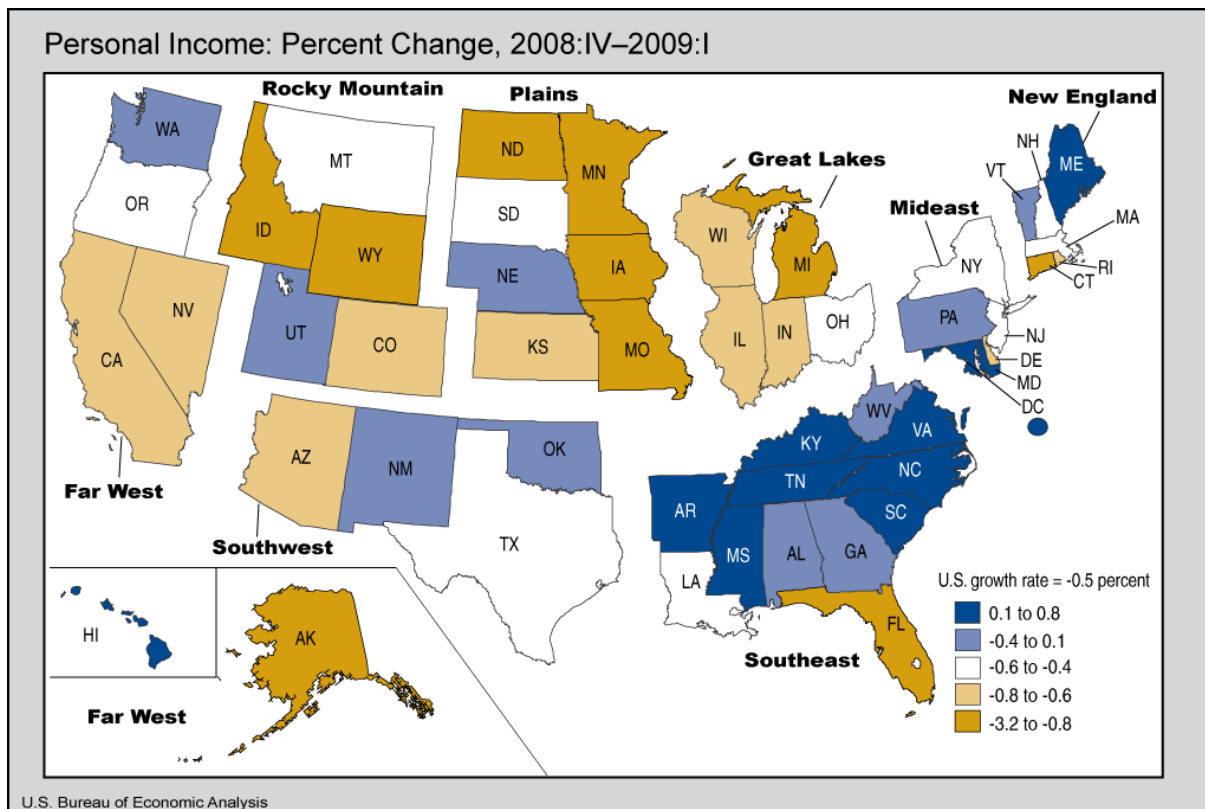 Personal Income: Percent Change, 2008:IV–2009:I
Rocky Mountain
Plains
New England
Great Lakes
Mideast
WA
MT
ND
MN
NH
ME
VT
OR
SD
WI
MA
ID
WY
NE
IA
MI
NY
RI
CT
NV
UT
CO
KS
MO
IL
IN
OH
PA
NJ
DE
MD
DC
CA
AZ
NM
OK
KY
WV
VA
TN
NC
AR
SC
MS
AL
GA
TX
LA
FL
Far West
Southwest
Southeast
HI
AK
Far West
U.S. growth rate = -0.5 percent
0.1 to 0.8
-0.4 to 0.1
-0.6 to -0.4
-0.8 to -0.6
-3.2 to -0.8
U.S. Bureau of Economic Analysis